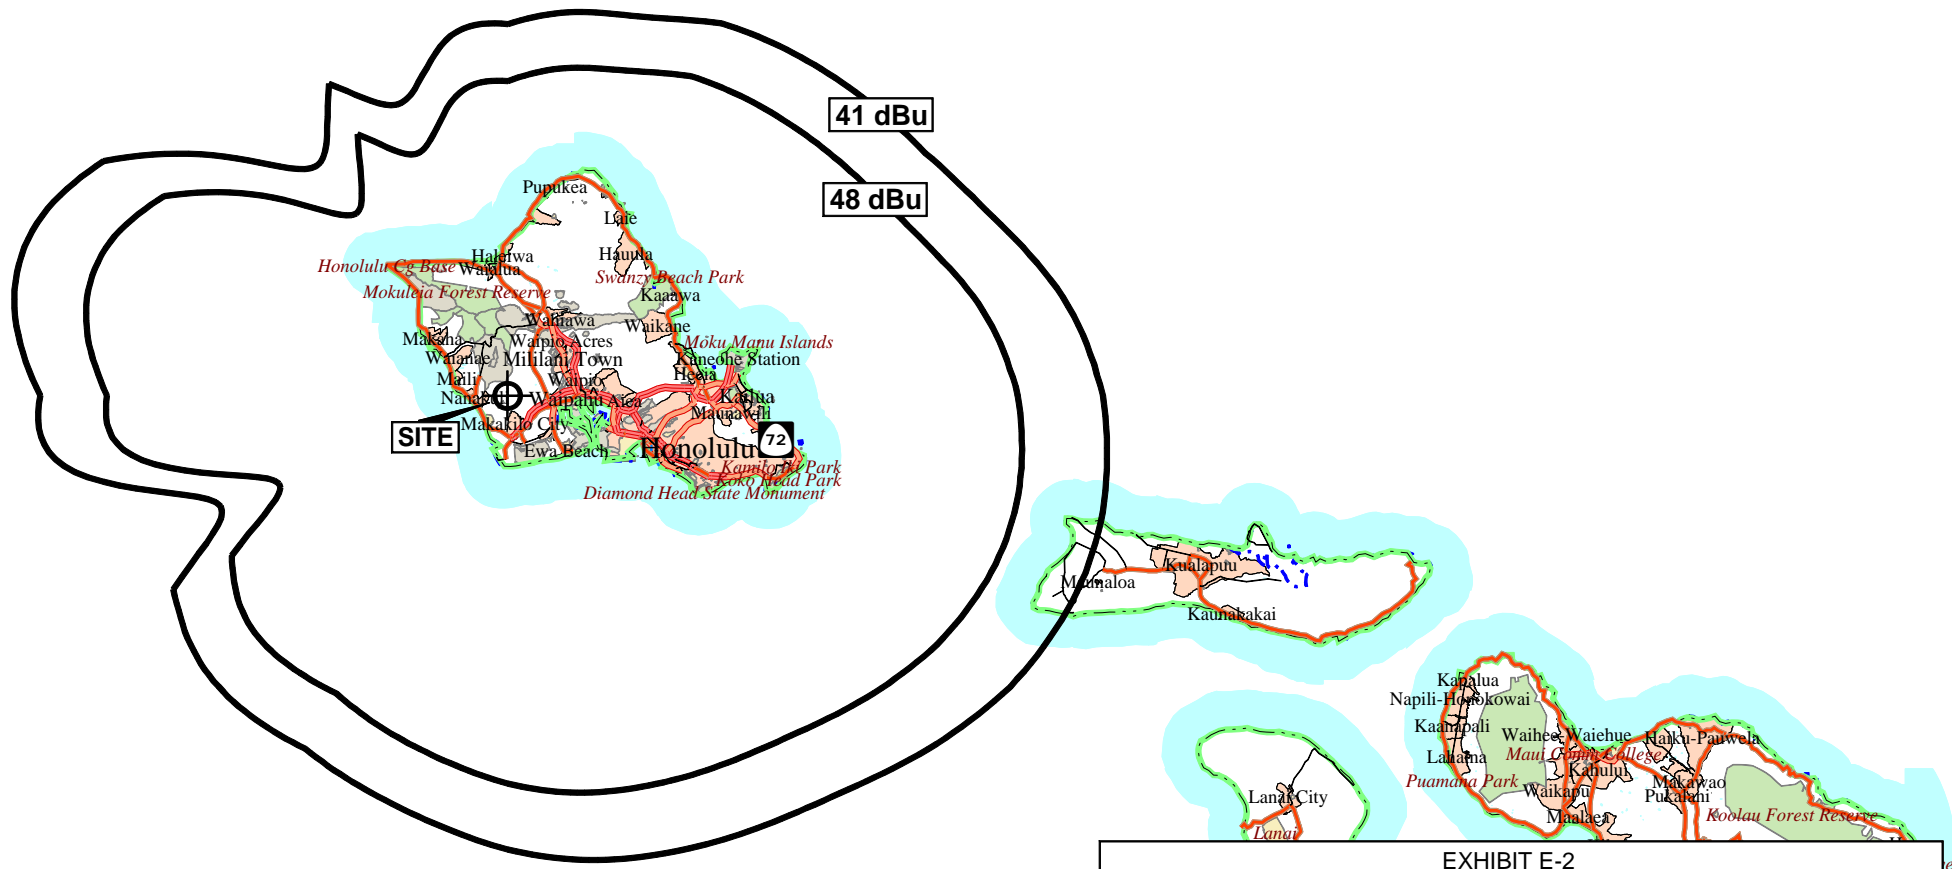 41 dBu
48 dBu
Pupukea
Laie
Hauula
Haleiwa
Waialua
Honolulu Cg Base
Swanzy Beach Park
Mokuleia Forest Reserve
Kaaawa
Wahiawa
Waikane
Makaha
Waipio Acres
Moku Manu Islands
Waianae
Mililani Town
Kaneohe Station
Maili
Waipio
Heeia
Nanakuli
Waipahu
Aiea
Kailua
Maunawili
Makakilo City
SITE
72
Ewa Beach
Honolulu
Kamilo Iki Park
Koko Head Park
Diamond Head State Monument
Maunaloa
Kualapuu
Kaunakakai
Kapalua
Napili-Honokowai
Kaanapali
Waihee
Waiehue
Haiku-Pauwela
Lahaina
Maui Comm College
Kahului
Puamana Park
Makawao
Waikapu
Pukalani
Lanai City
Maalaea
Koolau Forest Reserve
Lanai
EXHIBIT E-2